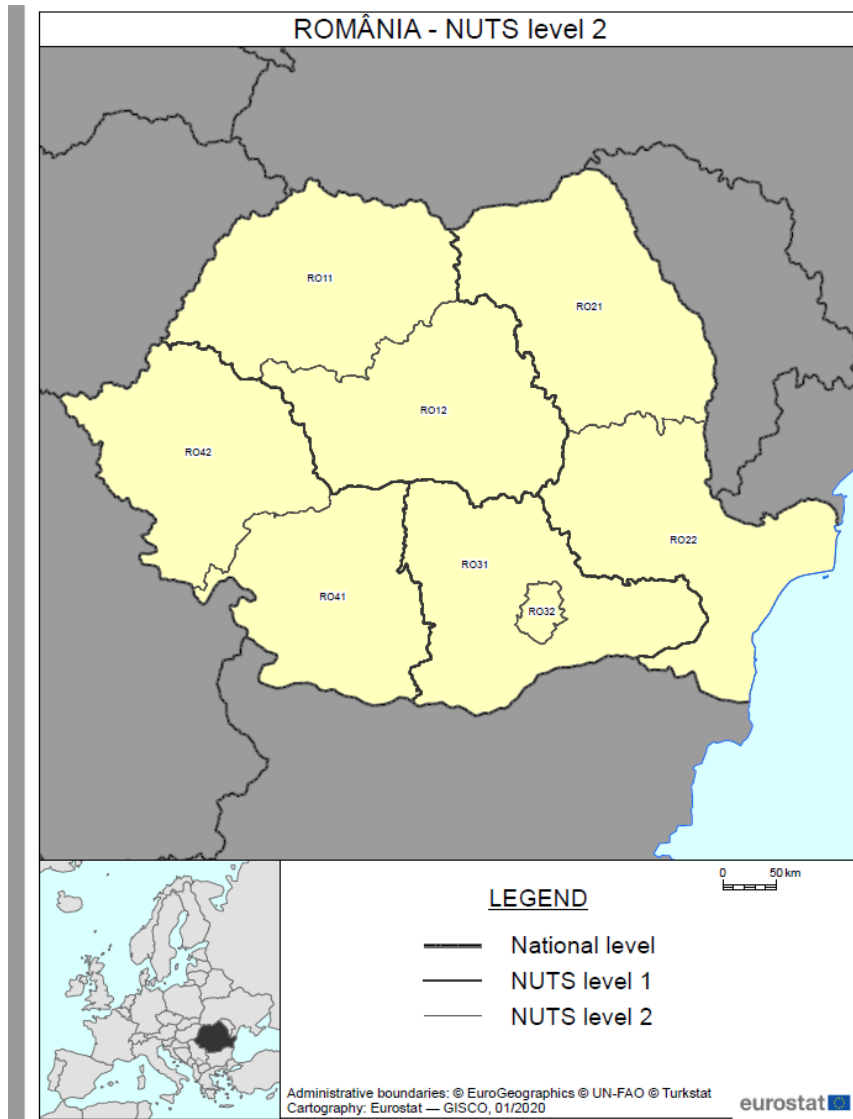 ROMÂNIA - NUTS level 2
RO11
RO21
RO12
RO42
RO22
RO31
RO41
RO32
0 50 km
LEGEND
National level
NUTS level 1
NUTS level 2
Administrative boundaries: © EuroGeographics © UN-FAO © Turkstat
Cartography: Eurostat — GISCO, 01/2020
eurostat